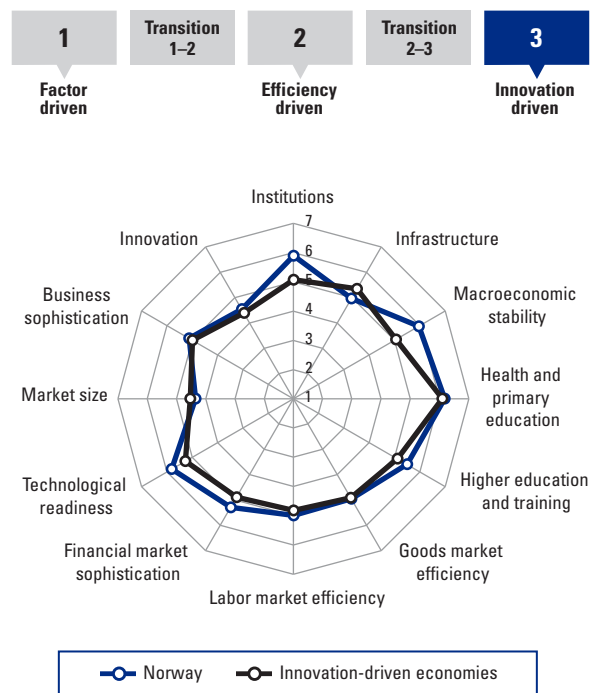 1
Transition
1–2
2
Transition
2–3
3
Factor
driven
Efficiency
driven
Innovation
driven
Institutions
7
Innovation
Infrastructure
6
5
Business
sophistication
Macroeconomic
stability
4
3
2
Market size
1
Health and
primary
education
Technological
readiness
Higher education
and training
Financial market
sophistication
Goods market
efficiency
Labor market efficiency
Norway
Innovation-driven economies